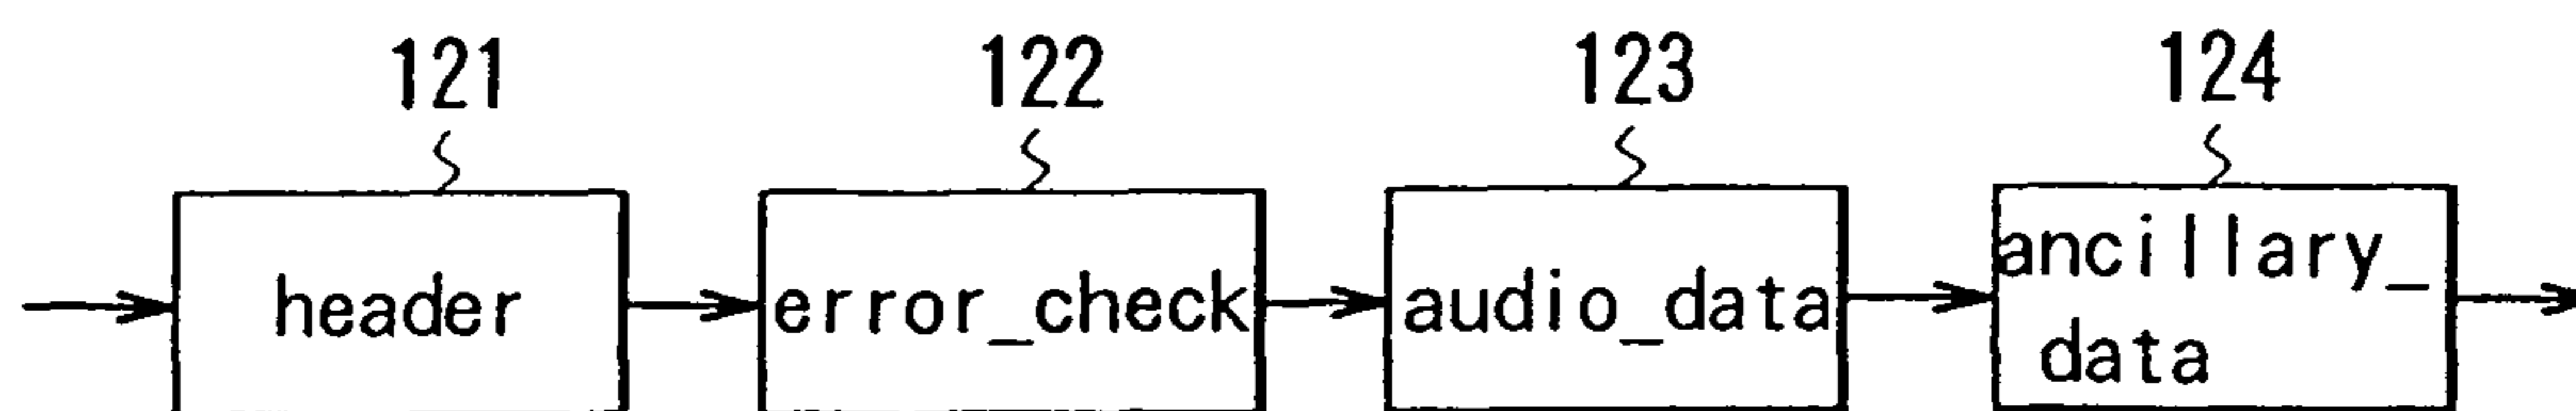 121 122 123 124
header error_check audio_data ancillary_
data